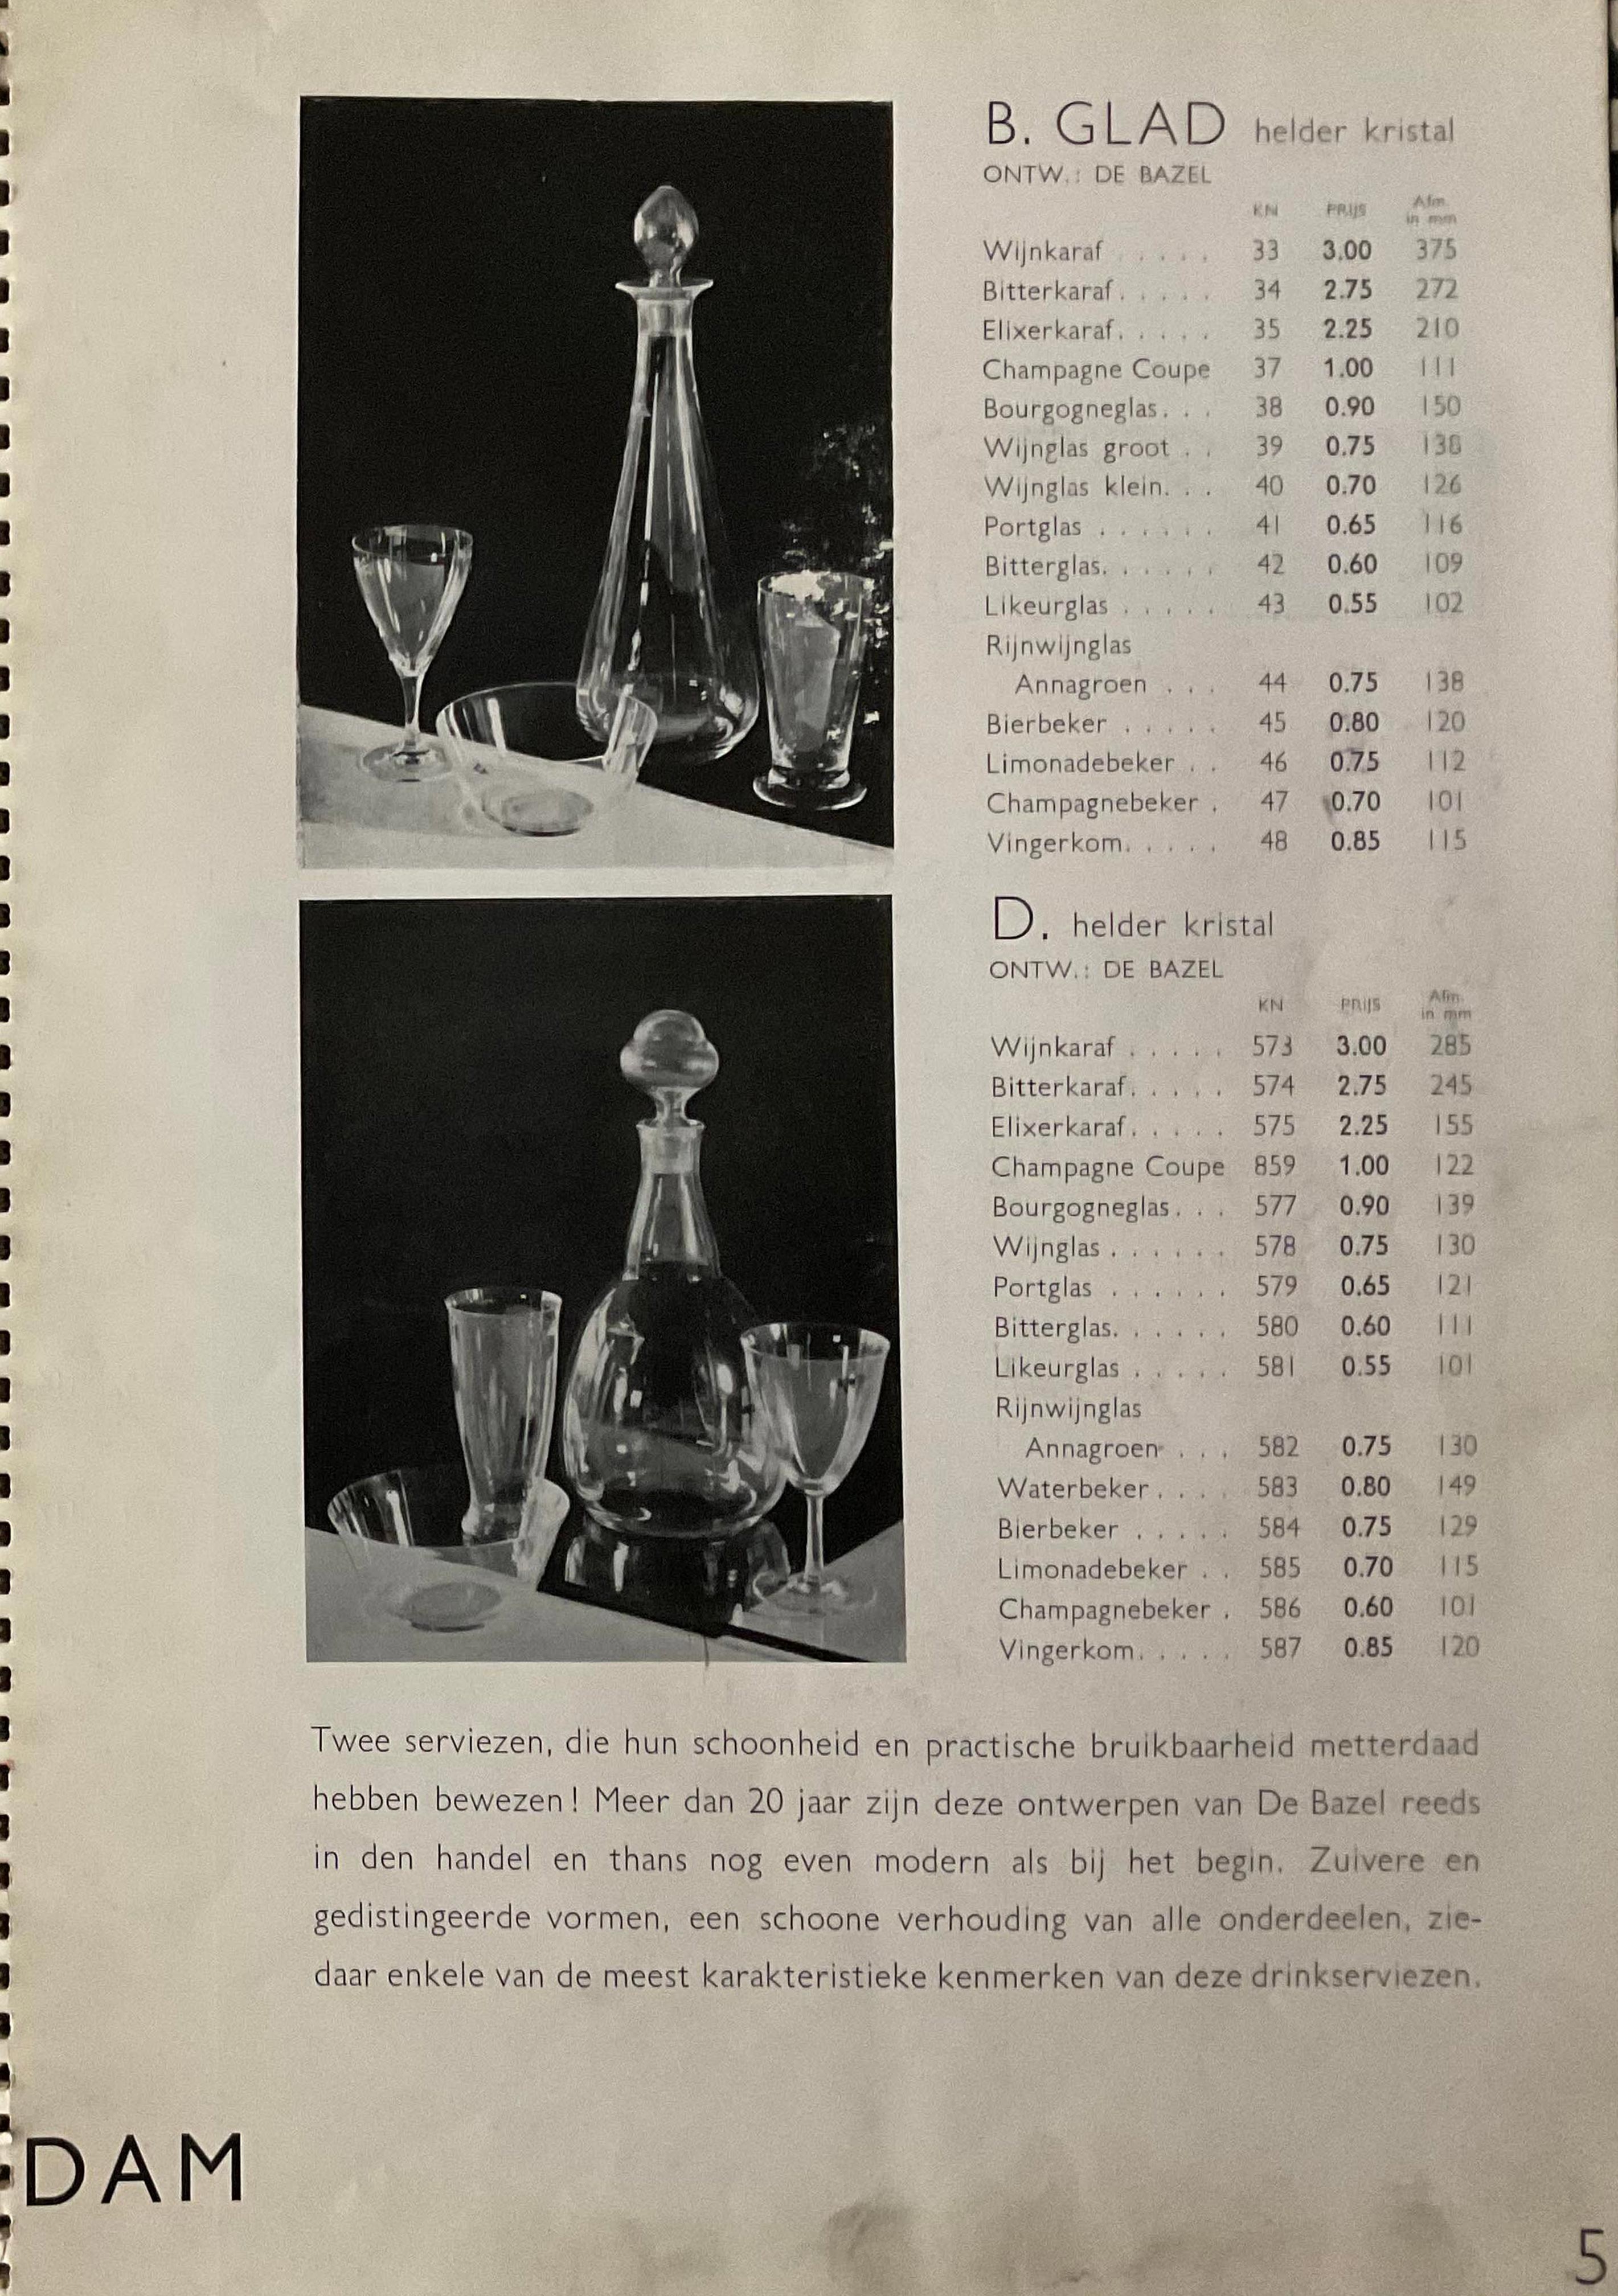 B. GLAD helder kristal
ONTW.: DE BAZEL
KN PRIJS Afm. in mm
Wijnkaraf . . . . . 33 3.00 375
Bitterkaraf . . . . . 34 2.75 272
Elixerkaraf . . . . . 35 2.25 210
Champagne Coupe 37 1.00 111
Bourgogneglas . . . 38 0.90 150
Wijnglas groot . . 39 0.75 138
Wijnglas klein. . . 40 0.70 126
Portglas . . . . . . 41 0.65 116
Bitterglas. . . . . . 42 0.60 109
Likeurglas . . . . . 43 0.55 102
Rijnwijnglas
Annagroen . . . 44 0.75 138
Bierbeker . . . . . 45 0.80 120
Limonadebeker . . 46 0.75 112
Champagnebeker . 47 0.70 101
Vingerkom. . . . . 48 0.85 115
D. helder kristal
ONTW.: DE BAZEL
KN PRIJS Afm. in mm
Wijnkaraf . . . . . 573 3.00 285
Bitterkaraf . . . . . 574 2.75 245
Elixerkaraf . . . . . 575 2.25 155
Champagne Coupe 859 1.00 122
Bourgogneglas . . . 577 0.90 139
Wijnglas . . . . . . 578 0.75 130
Portglas . . . . . . 579 0.65 121
Bitterglas. . . . . . 580 0.60 111
Likeurglas . . . . . 581 0.55 101
Rijnwijnglas
Annagroen . . . 582 0.75 130
Waterbeker . . . . 583 0.80 149
Bierbeker . . . . . 584 0.75 129
Limonadebeker . . 585 0.70 115
Champagnebeker . 586 0.60 101
Vingerkom. . . . . 587 0.85 120
Twee serviezen, die hun schoonheid en practische bruikbaarheid metterdaad
hebben bewezen! Meer dan 20 jaar zijn deze ontwerpen van De Bazel reeds
in den handel en thans nog even modern als bij het begin. Zuivere en
gedistingeerde vormen, een schoone verhouding van alle onderdeelen, zie-
daar enkele van de meest karakteristieke kenmerken van deze drinkserviezen.
DAM
5